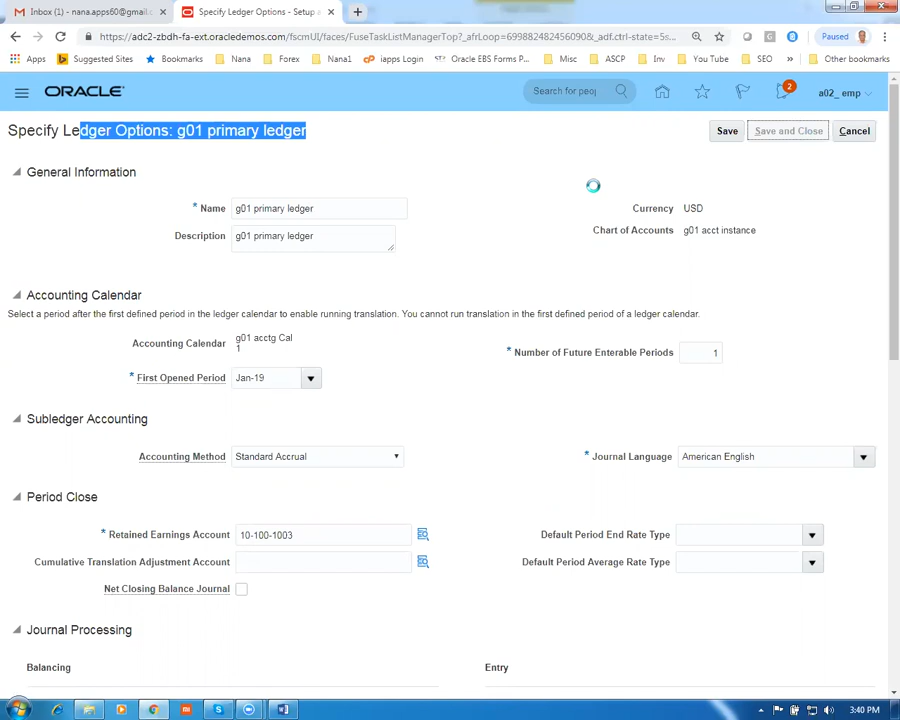 Inbox (1) - nana.apps60@gmail.c
Specify Ledger Options - Setup a
https://adc2-zbdh-fa-ext.oracledemos.com/fscmUI/faces/FuseTaskListManagerTop?_afrLoop=69988248245609​0&_adf.ctrl-state=5s...
Paused
Apps
Suggested Sites
Bookmarks
Nana
Forex
Nana1
iapps Login
Oracle EBS Forms P...
Misc
ASCP
Inv
You Tube
SEO
»
Other bookmarks
ORACLE
Search for peop
2
a02_ emp
Specify Ledger Options: g01 primary ledger
Save
Save and Close
Cancel
General Information
* Name g01 primary ledger
Currency USD
Description g01 primary ledger
Chart of Accounts g01 acct instance
Accounting Calendar
Select a period after the first defined period in the ledger calendar to enable running translation. You cannot run translation in the first defined period of a ledger calendar.
Accounting Calendar g01 acctg Cal
1
* Number of Future Enterable Periods 1
* First Opened Period Jan-19
Subledger Accounting
Accounting Method Standard Accrual
* Journal Language American English
Period Close
* Retained Earnings Account 10-100-1003
Default Period End Rate Type
Cumulative Translation Adjustment Account
Default Period Average Rate Type
Net Closing Balance Journal
Journal Processing
Balancing
Entry
3:40 PM